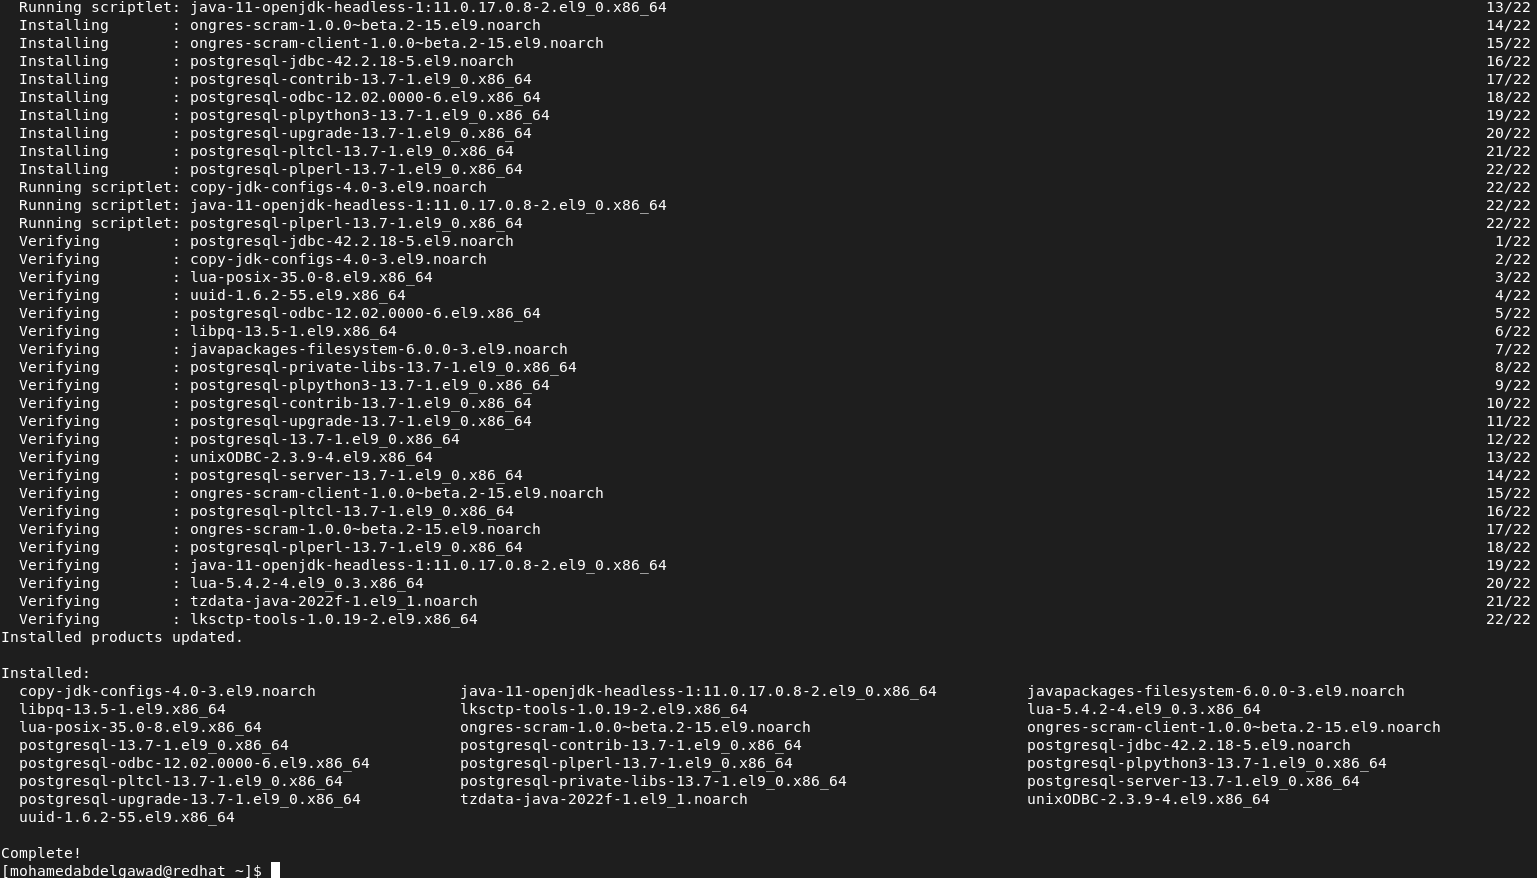 Running scriptlet: java-11-openjdk-headless-1:11.0.17.0.8-2.el9_0.x86_64 13/22
Installing : ongres-scram-1.0.0~beta.2-15.el9.noarch 14/22
Installing : ongres-scram-client-1.0.0~beta.2-15.el9.noarch 15/22
Installing : postgresql-jdbc-42.2.18-5.el9.noarch 16/22
Installing : postgresql-contrib-13.7-1.el9_0.x86_64 17/22
Installing : postgresql-odbc-12.02.0000-6.el9.x86_64 18/22
Installing : postgresql-plpython3-13.7-1.el9_0.x86_64 19/22
Installing : postgresql-upgrade-13.7-1.el9_0.x86_64 20/22
Installing : postgresql-pltcl-13.7-1.el9_0.x86_64 21/22
Installing : postgresql-plperl-13.7-1.el9_0.x86_64 22/22
Running scriptlet: copy-jdk-configs-4.0-3.el9.noarch 22/22
Running scriptlet: java-11-openjdk-headless-1:11.0.17.0.8-2.el9_0.x86_64 22/22
Running scriptlet: postgresql-plperl-13.7-1.el9_0.x86_64 22/22
Verifying : postgresql-jdbc-42.2.18-5.el9.noarch 1/22
Verifying : copy-jdk-configs-4.0-3.el9.noarch 2/22
Verifying : lua-posix-35.0-8.el9.x86_64 3/22
Verifying : uuid-1.6.2-55.el9.x86_64 4/22
Verifying : postgresql-odbc-12.02.0000-6.el9.x86_64 5/22
Verifying : libpq-13.5-1.el9.x86_64 6/22
Verifying : javapackages-filesystem-6.0.0-3.el9.noarch 7/22
Verifying : postgresql-private-libs-13.7-1.el9_0.x86_64 8/22
Verifying : postgresql-plpython3-13.7-1.el9_0.x86_64 9/22
Verifying : postgresql-contrib-13.7-1.el9_0.x86_64 10/22
Verifying : postgresql-upgrade-13.7-1.el9_0.x86_64 11/22
Verifying : postgresql-13.7-1.el9_0.x86_64 12/22
Verifying : unixODBC-2.3.9-4.el9.x86_64 13/22
Verifying : postgresql-server-13.7-1.el9_0.x86_64 14/22
Verifying : ongres-scram-client-1.0.0~beta.2-15.el9.noarch 15/22
Verifying : postgresql-pltcl-13.7-1.el9_0.x86_64 16/22
Verifying : ongres-scram-1.0.0~beta.2-15.el9.noarch 17/22
Verifying : postgresql-plperl-13.7-1.el9_0.x86_64 18/22
Verifying : java-11-openjdk-headless-1:11.0.17.0.8-2.el9_0.x86_64 19/22
Verifying : lua-5.4.2-4.el9_0.3.x86_64 20/22
Verifying : tzdata-java-2022f-1.el9_1.noarch 21/22
Verifying : lksctp-tools-1.0.19-2.el9.x86_64 22/22
Installed products updated.
Installed:
copy-jdk-configs-4.0-3.el9.noarch java-11-openjdk-headless-1:11.0.17.0.8-2.el9_0.x86_64 javapackages-filesystem-6.0.0-3.el9.noarch
libpq-13.5-1.el9.x86_64 lksctp-tools-1.0.19-2.el9.x86_64 lua-5.4.2-4.el9_0.3.x86_64
lua-posix-35.0-8.el9.x86_64 ongres-scram-1.0.0~beta.2-15.el9.noarch ongres-scram-client-1.0.0~beta.2-15.el9.noarch
postgresql-13.7-1.el9_0.x86_64 postgresql-contrib-13.7-1.el9_0.x86_64 postgresql-jdbc-42.2.18-5.el9.noarch
postgresql-odbc-12.02.0000-6.el9.x86_64 postgresql-plperl-13.7-1.el9_0.x86_64 postgresql-plpython3-13.7-1.el9_0.x86_64
postgresql-pltcl-13.7-1.el9_0.x86_64 postgresql-private-libs-13.7-1.el9_0.x86_64 postgresql-server-13.7-1.el9_0.x86_64
postgresql-upgrade-13.7-1.el9_0.x86_64 tzdata-java-2022f-1.el9_1.noarch unixODBC-2.3.9-4.el9.x86_64
uuid-1.6.2-55.el9.x86_64
Complete!
[mohamedabdelgawad@redhat ~]$